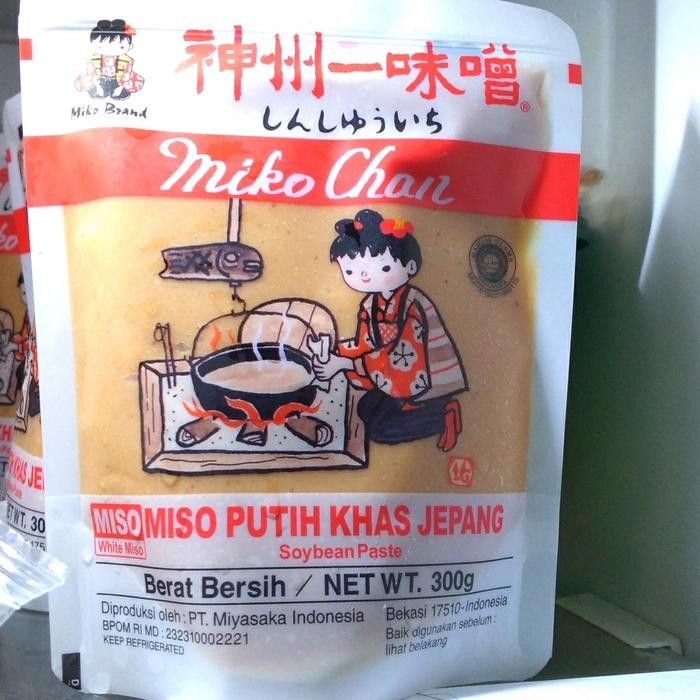 Miko Brand
神州一味噌®
しんしゅういち
Miko Chan
MISO
White Miso
MISO PUTIH KHAS JEPANG
Soybean Paste
Berat Bersih / NET WT. 300g
Diproduksi oleh : PT. Miyasaka Indonesia
BPOM RI MD : 232310002221
KEEP REFRIGERATED
Bekasi 17510-Indonesia
Baik digunakan sebelum :
lihat belakang